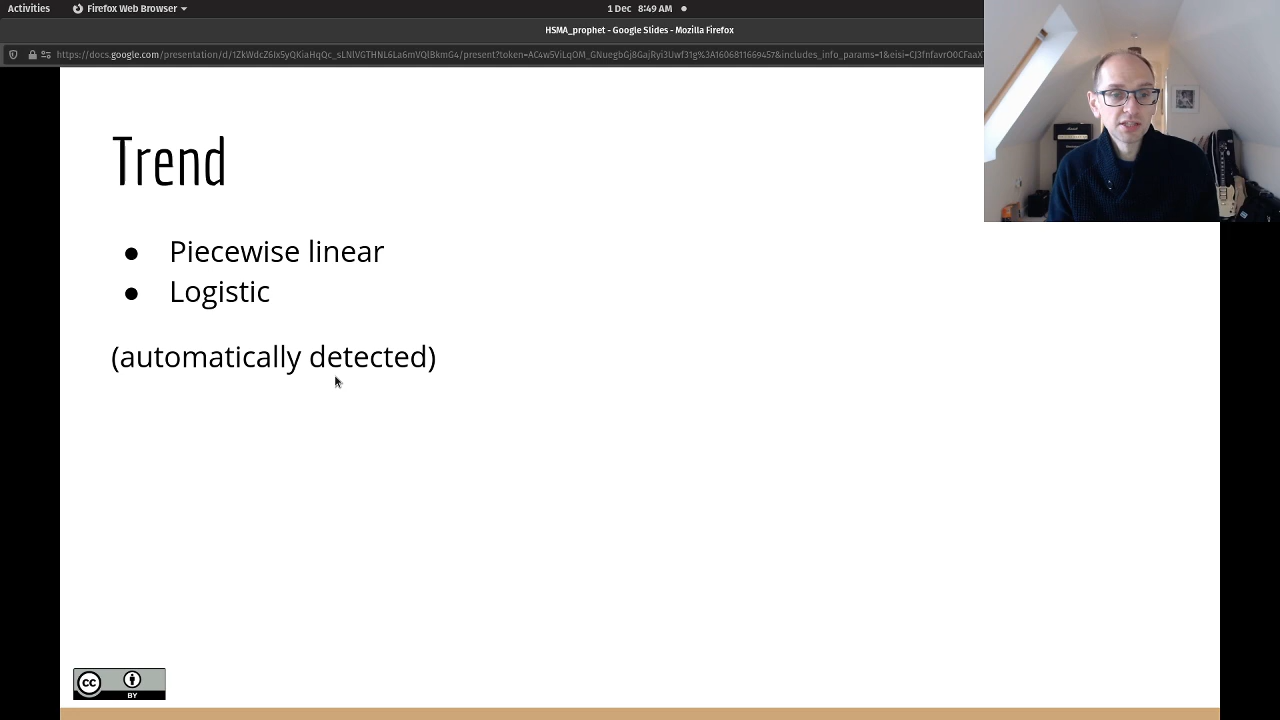 Activities
Firefox Web Browser
1 Dec 8:49 AM
HSMA_prophet - Google Slides - Mozilla Firefox
Trend
● Piecewise linear
● Logistic
(automatically detected)
cc
BY